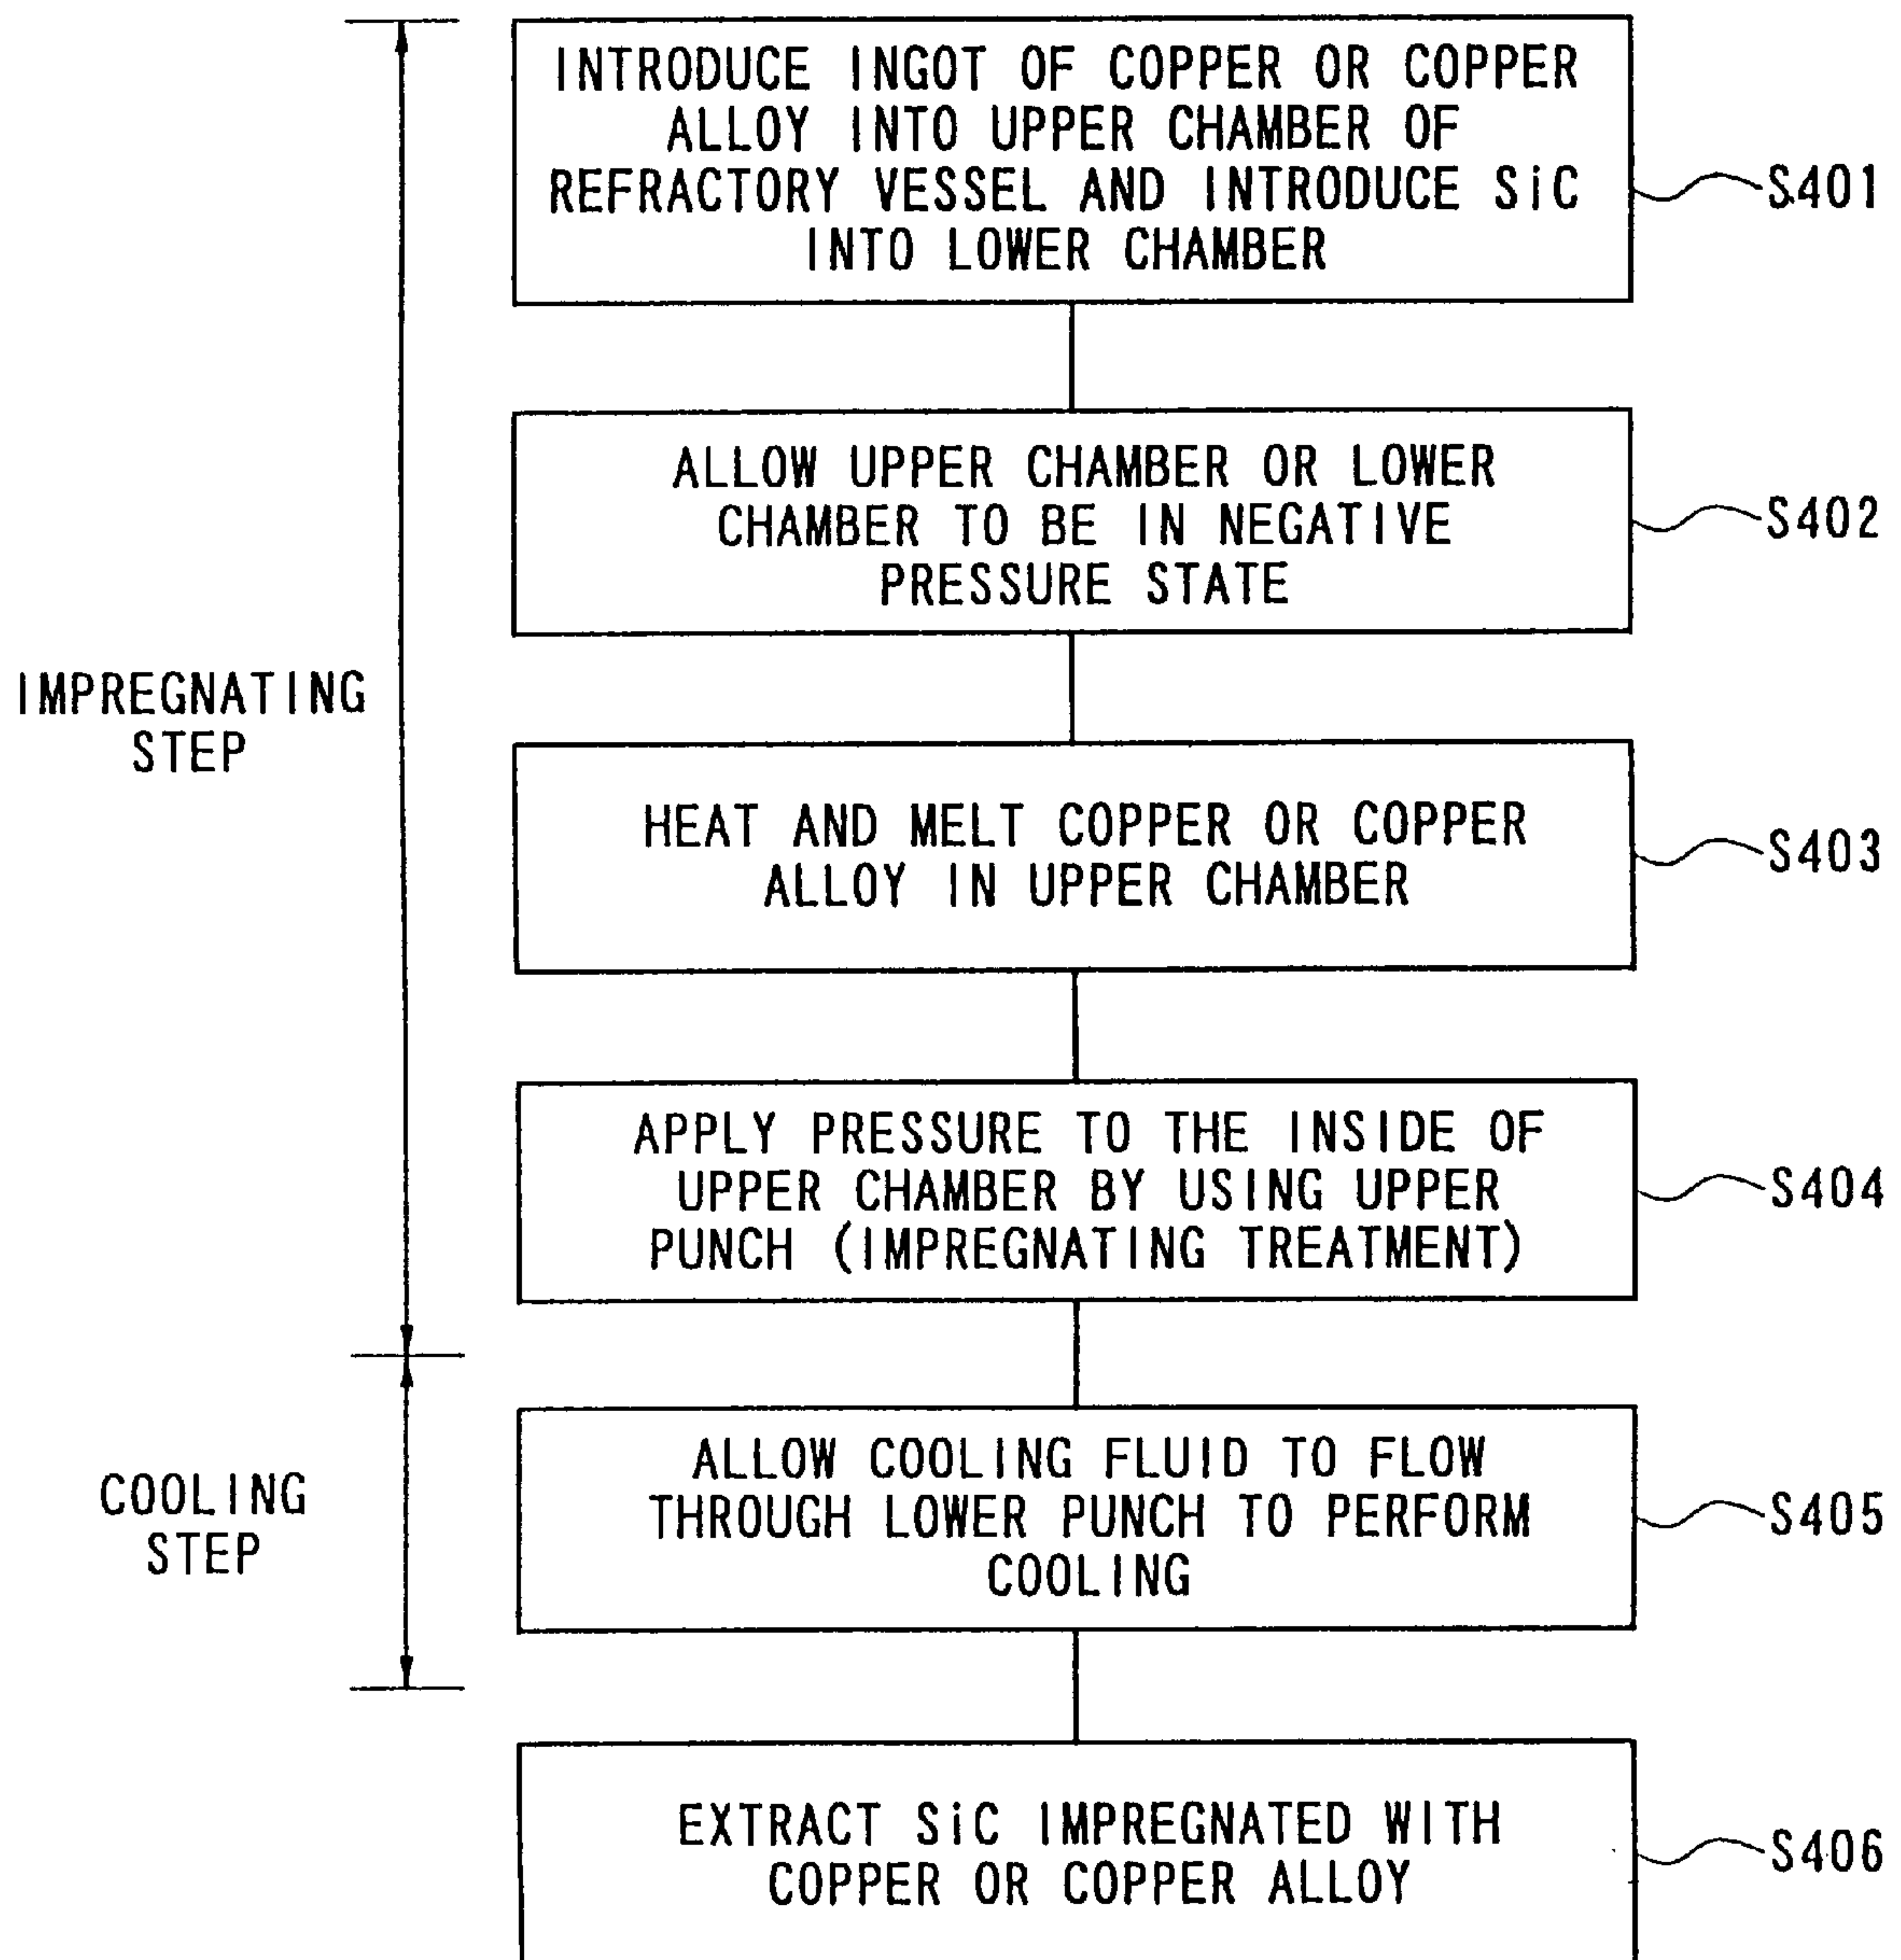 INTRODUCE INGOT OF COPPER OR COPPER
ALLOY INTO UPPER CHAMBER OF
REFRACTORY VESSEL AND INTRODUCE SiC
INTO LOWER CHAMBER
S401
ALLOW UPPER CHAMBER OR LOWER
CHAMBER TO BE IN NEGATIVE
PRESSURE STATE
S402
IMPREGNATING
STEP
HEAT AND MELT COPPER OR COPPER
ALLOY IN UPPER CHAMBER
S403
APPLY PRESSURE TO THE INSIDE OF
UPPER CHAMBER BY USING UPPER
PUNCH (IMPREGNATING TREATMENT)
S404
COOLING
STEP
ALLOW COOLING FLUID TO FLOW
THROUGH LOWER PUNCH TO PERFORM
COOLING
S405
EXTRACT SiC IMPREGNATED WITH
COPPER OR COPPER ALLOY
S406